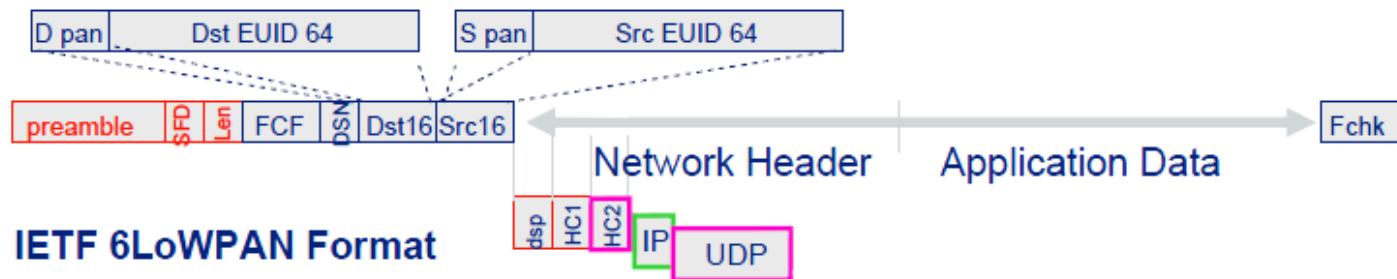 D pan Dst EUID 64 S pan Src EUID 64
preamble SFD Len FCF DSN Dst16 Src16 Fchk
Network Header Application Data
dsp HC1 HC2 IP UDP
IETF 6LoWPAN Format